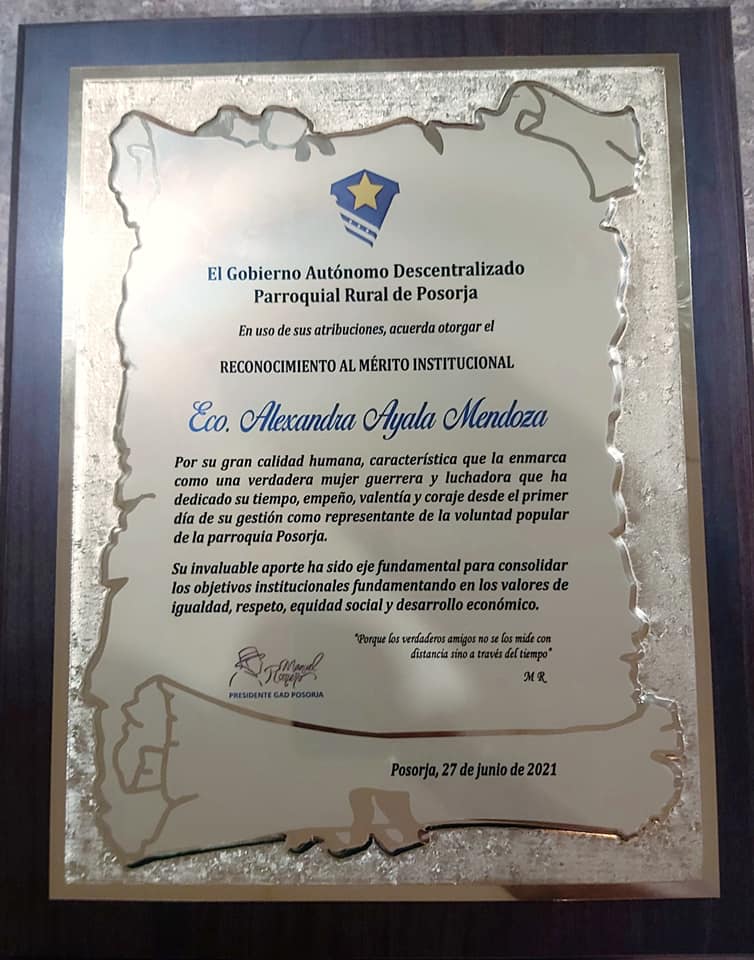 El Gobierno Autónomo Descentralizado
Parroquial Rural de Posorja
En uso de sus atribuciones, acuerda otorgar el
RECONOCIMIENTO AL MÉRITO INSTITUCIONAL
Eco. Alexandra Ayala Mendoza
Por su gran calidad humana, característica que la enmarca
como una verdadera mujer guerrera y luchadora que ha
dedicado su tiempo, empeño, valentía y coraje desde el primer
día de su gestión como representante de la voluntad popular
de la parroquia Posorja.
Su invaluable aporte ha sido eje fundamental para consolidar
los objetivos institucionales fundamentando en los valores de
igualdad, respeto, equidad social y desarrollo económico.
"Porque los verdaderos amigos no se los mide con
distancia sino a través del tiempo"
M R
Manuel
Romero
PRESIDENTE GAD POSORJA
Posorja, 27 de junio de 2021